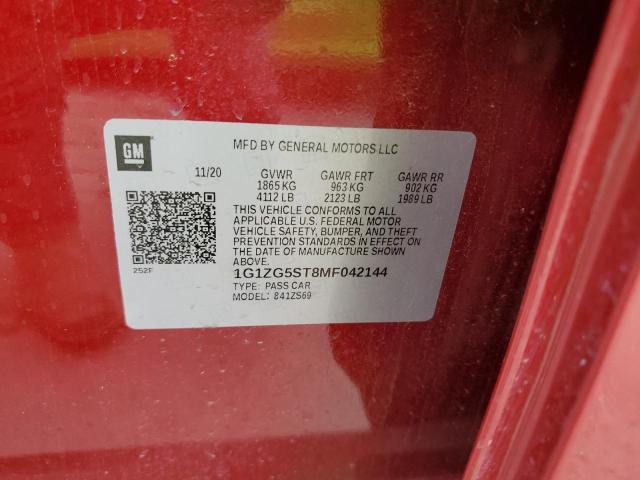 GM
MFD BY GENERAL MOTORS LLC
11/20 GVWR GAWR FRT GAWR RR
1865 KG 963 KG 902 KG
4112 LB 2123 LB 1989 LB
THIS VEHICLE CONFORMS TO ALL
APPLICABLE U.S. FEDERAL MOTOR
VEHICLE SAFETY, BUMPER, AND THEFT
PREVENTION STANDARDS IN EFFECT ON
THE DATE OF MANUFACTURE SHOWN
ABOVE.
252F
1G1ZG5ST8MF042144
TYPE: PASS CAR
MODEL: 841ZS69